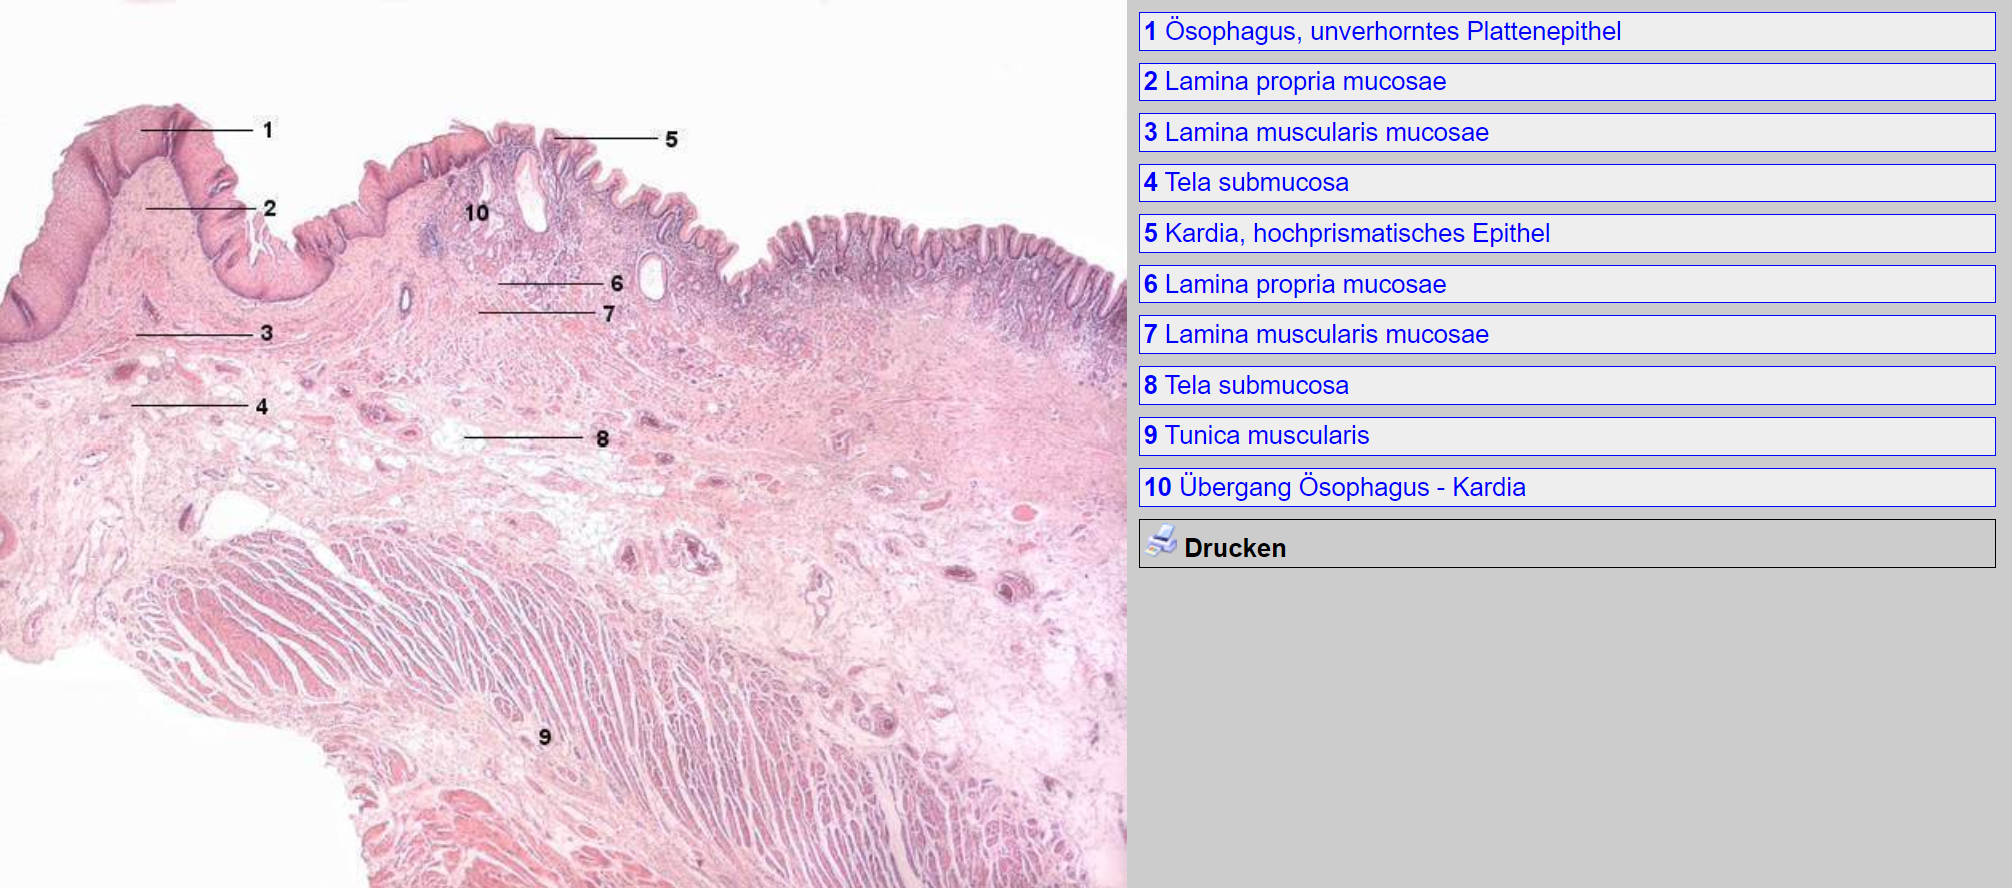 1
2
3
4
5
10
6
7
8
9
1 Ösophagus, unverhorntes Plattenepithel
2 Lamina propria mucosae
3 Lamina muscularis mucosae
4 Tela submucosa
5 Kardia, hochprismatisches Epithel
6 Lamina propria mucosae
7 Lamina muscularis mucosae
8 Tela submucosa
9 Tunica muscularis
10 Übergang Ösophagus - Kardia
Drucken